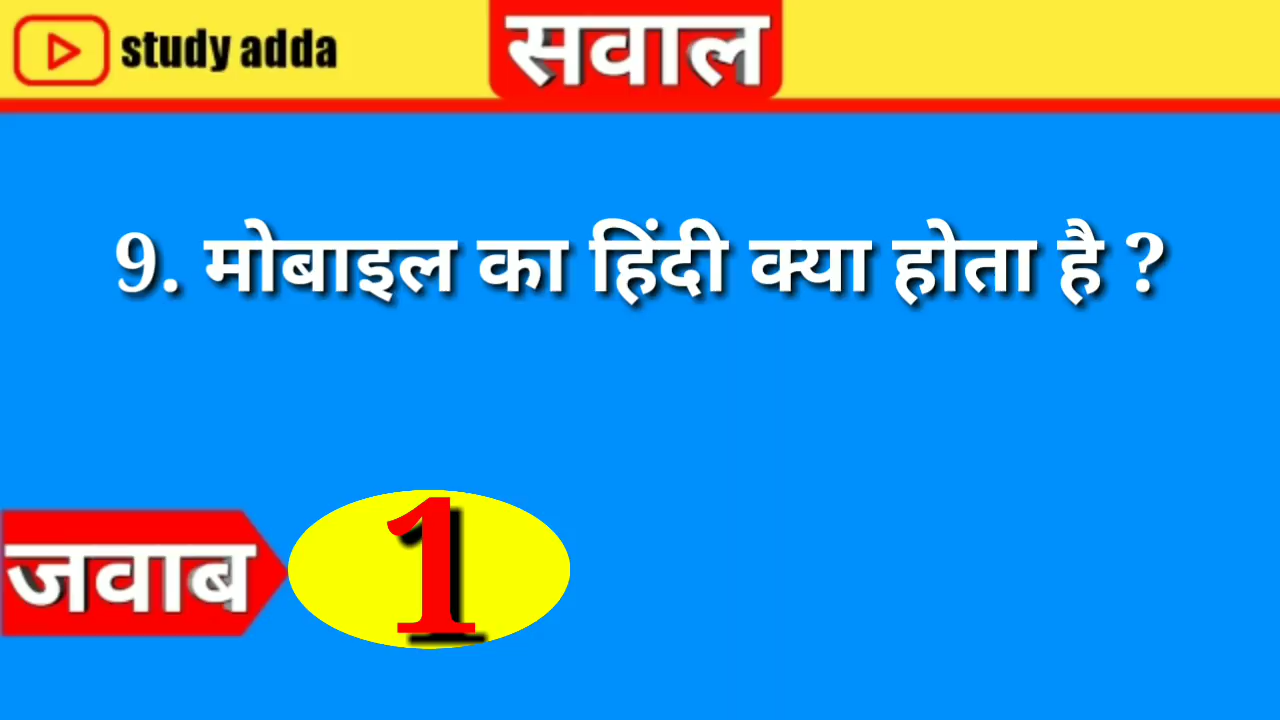 study adda
सवाल
9. मोबाइल का हिंदी क्या होता है ?
जवाब
1